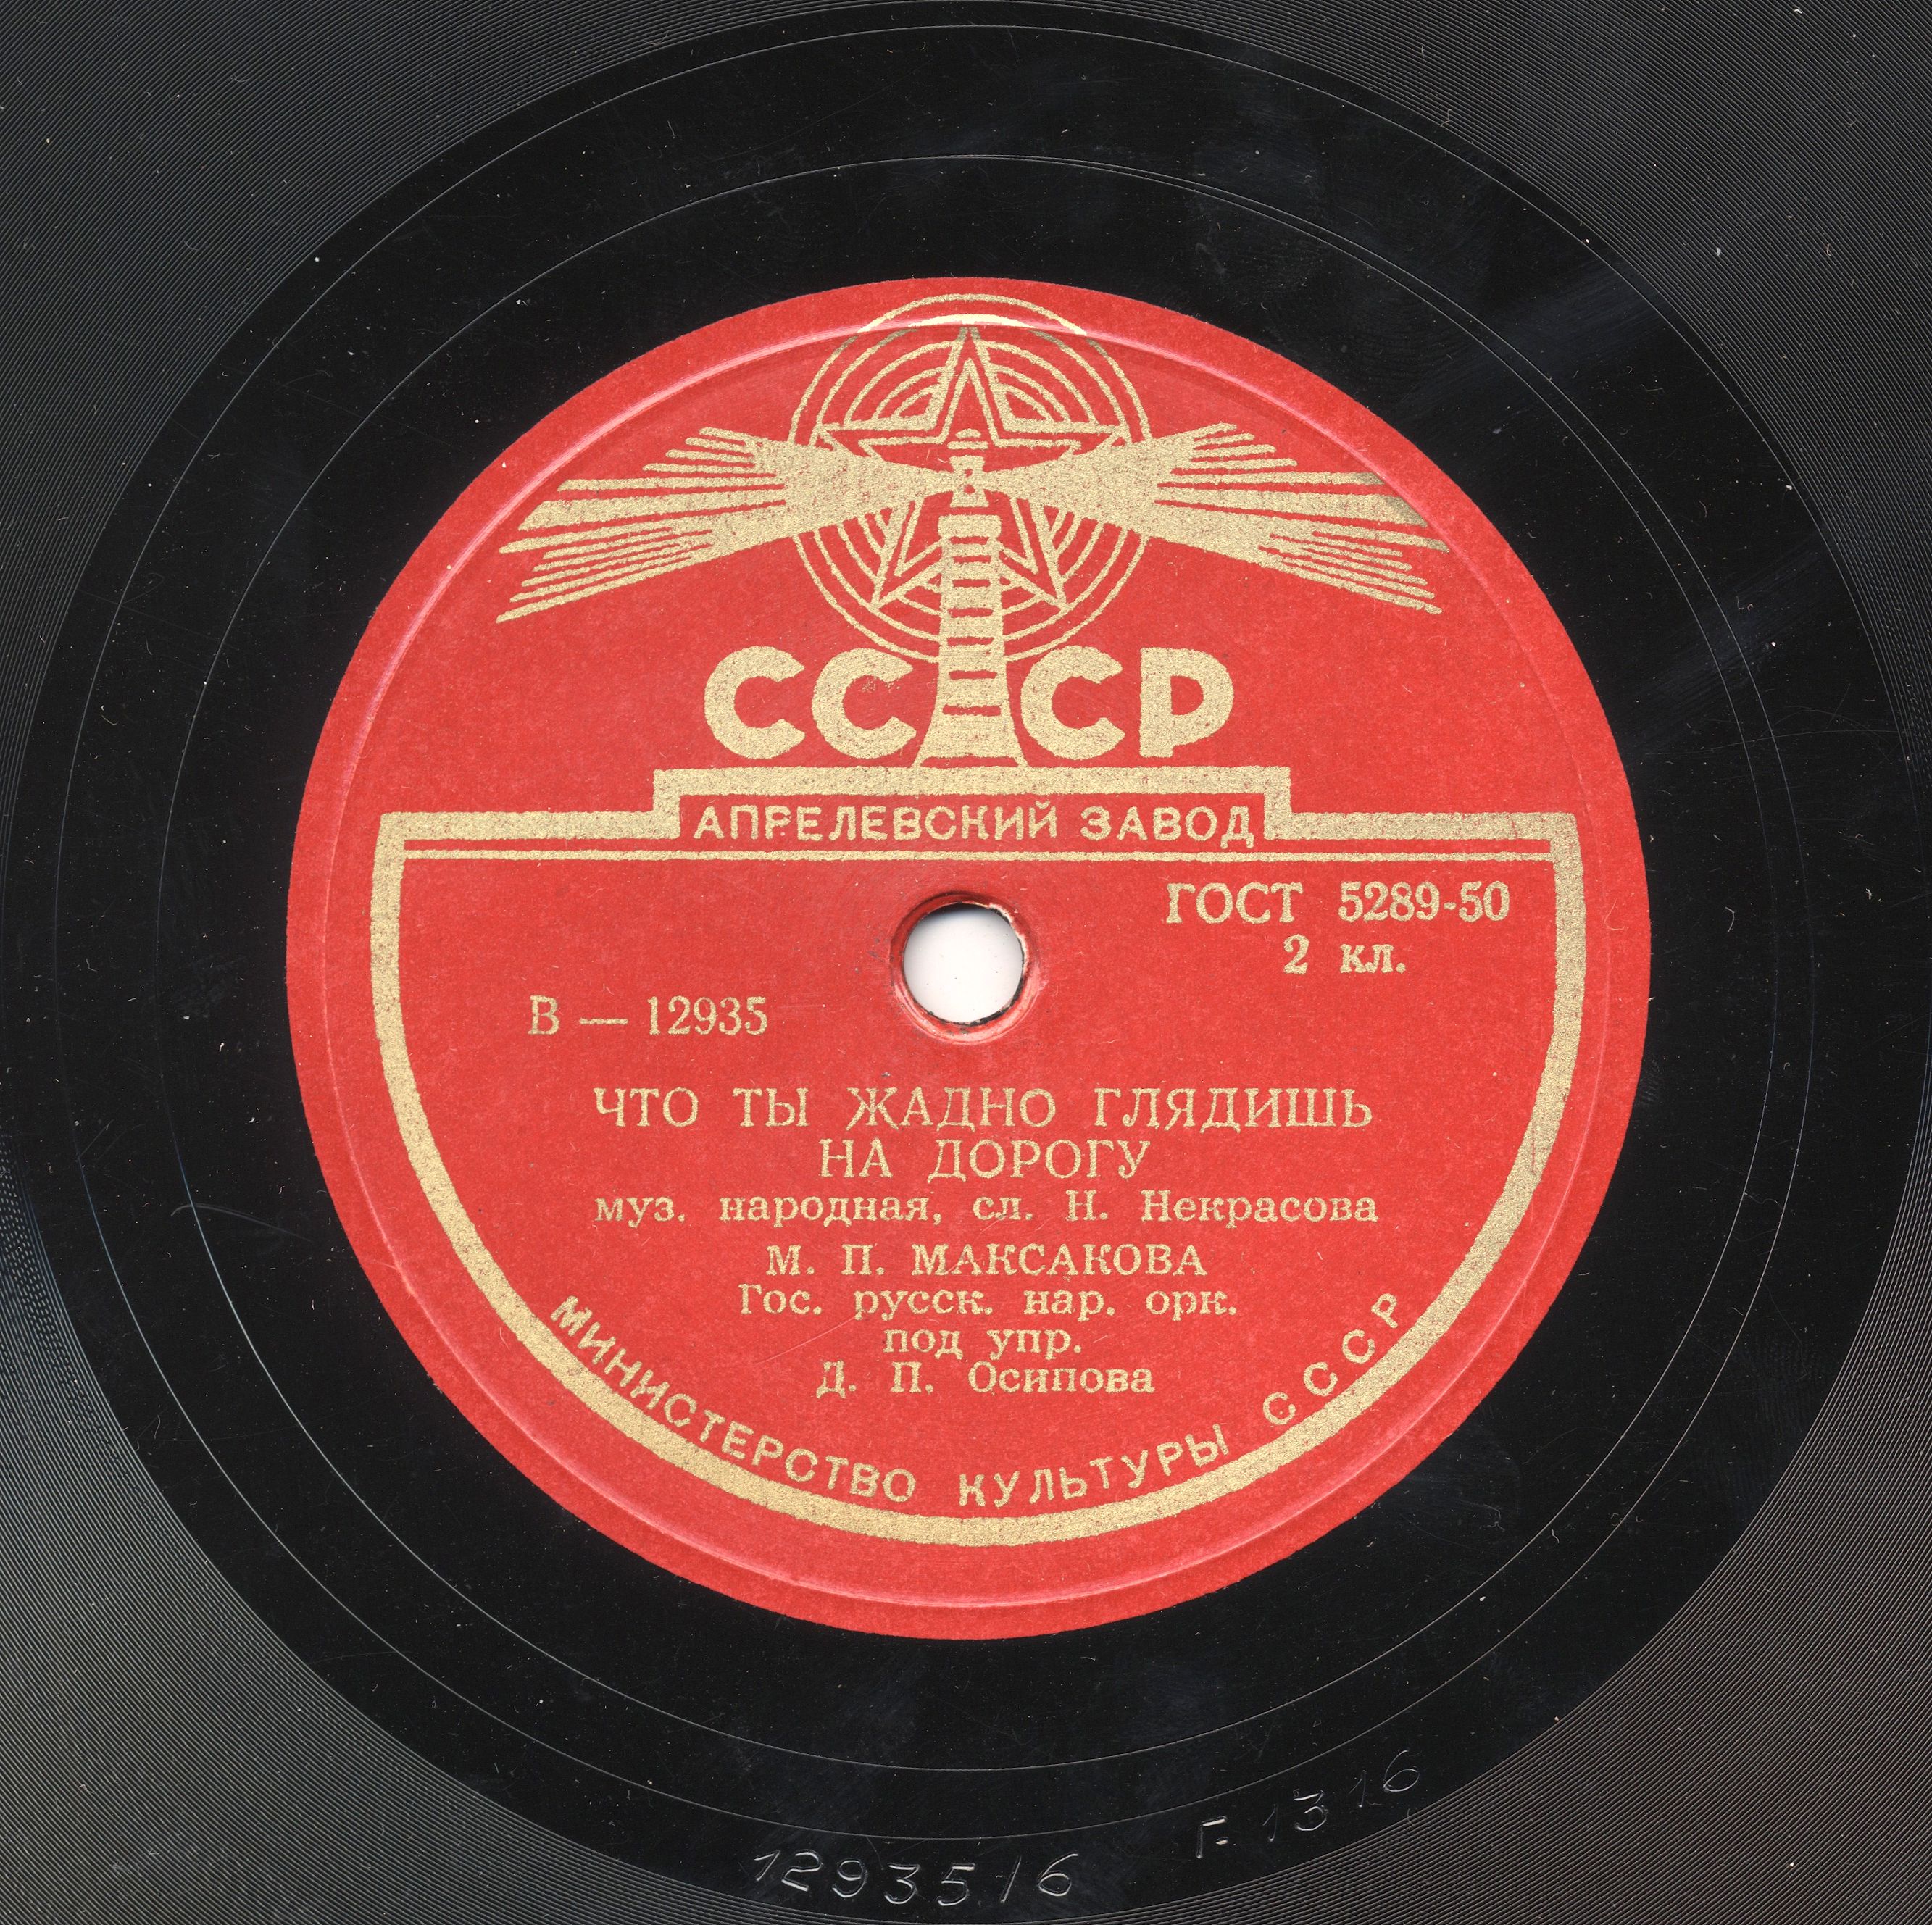 СССР
АПРЕЛЕВСКИЙ ЗАВОД
ГОСТ 5289-50
2 кл.
В — 12935
ЧТО ТЫ ЖАДНО ГЛЯДИШЬ
НА ДОРОГУ
муз. народная, сл. Н. Некрасова
М. П. МАКСАКОВА
Гос. русск. нар. орк.
под упр.
Д. П. Осипова
МИНИСТЕРСТВО КУЛЬТУРЫ СССР
12935/6
Г. 1316